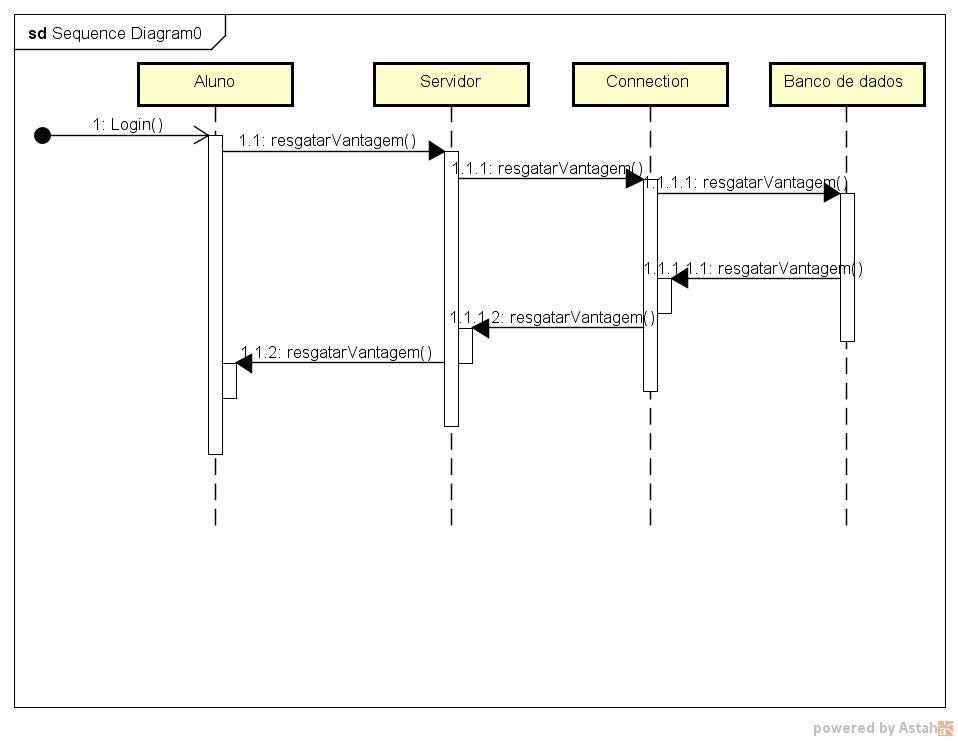 sd Sequence Diagram0
Aluno
Servidor
Connection
Banco de dados
1: Login()
1.1: resgatarVantagem()
1.1.1: resgatarVantagem()
1.1.1.1: resgatarVantagem()
1.1.1.1.1: resgatarVantagem()
1.1.1.2: resgatarVantagem()
1.1.2: resgatarVantagem()
powered by Astah